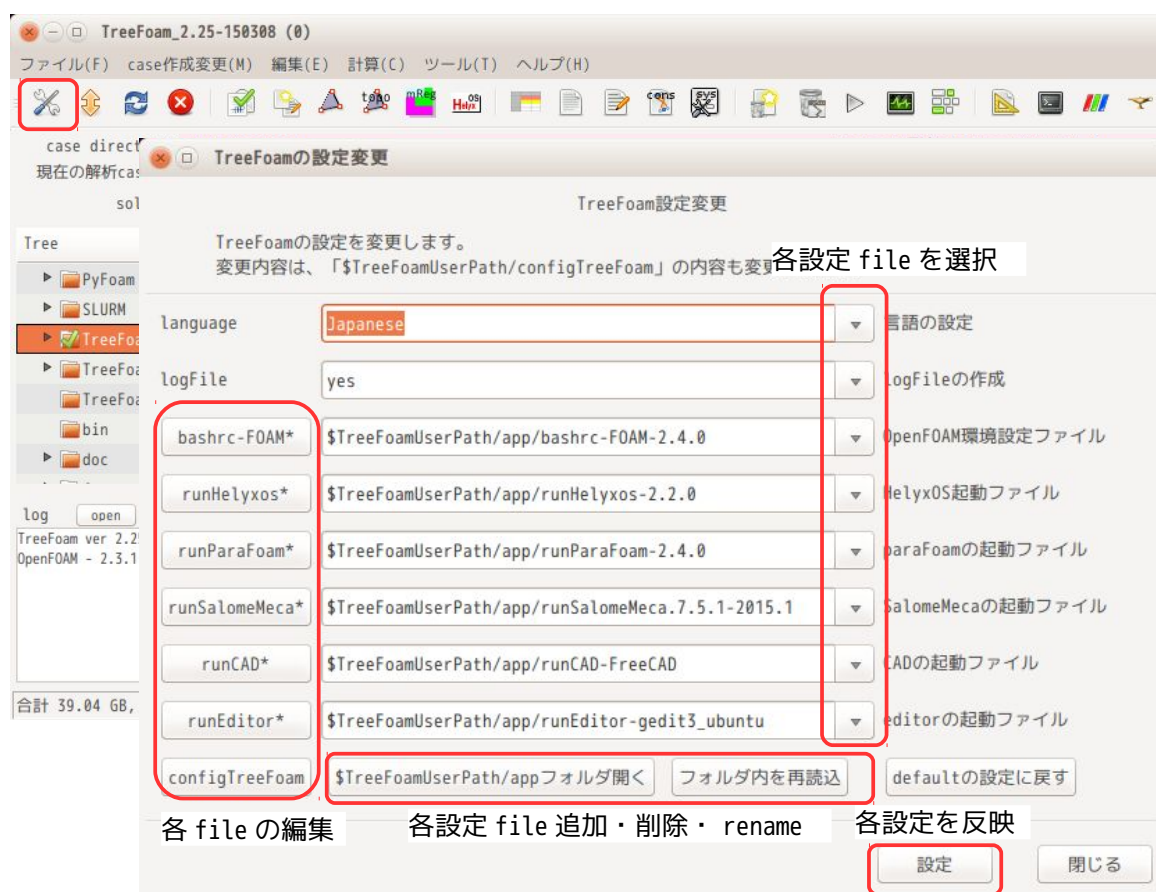 TreeFoam_2.25-150308 (0)
ファイル(F) case作成変更(M) 編集(E) 計算(C) ツール(T) ヘルプ(H)
topo mReg Helyx OS cons SYS
case direct
現在の解析cas
sol
Tree
PyFoam
SLURM
TreeFoa
TreeFoa
TreeFoa
bin
doc
log open
TreeFoam ver 2.2
OpenFOAM - 2.3.1
合計 39.04 GB,
TreeFoamの設定変更
TreeFoam設定変更
TreeFoamの設定を変更します。
変更内容は、「$TreeFoamUserPath/configTreeFoam」の内容も変更
各設定 file を選択
language Japanese 言語の設定
logFile yes logFileの作成
bashrc-FOAM* $TreeFoamUserPath/app/bashrc-FOAM-2.4.0 OpenFOAM環境設定ファイル
runHelyxos* $TreeFoamUserPath/app/runHelyxos-2.2.0 HelyxOS起動ファイル
runParaFoam* $TreeFoamUserPath/app/runParaFoam-2.4.0 paraFoamの起動ファイル
runSalomeMeca* $TreeFoamUserPath/app/runSalomeMeca.7.5.1-2015.1 SalomeMecaの起動ファイル
runCAD* $TreeFoamUserPath/app/runCAD-FreeCAD CADの起動ファイル
runEditor* $TreeFoamUserPath/app/runEditor-gedit3_ubuntu editorの起動ファイル
configTreeFoam $TreeFoamUserPath/appフォルダ開く フォルダ内を再読込 defaultの設定に戻す
各 file の編集 各設定 file 追加・削除・ rename 各設定を反映
設定 閉じる